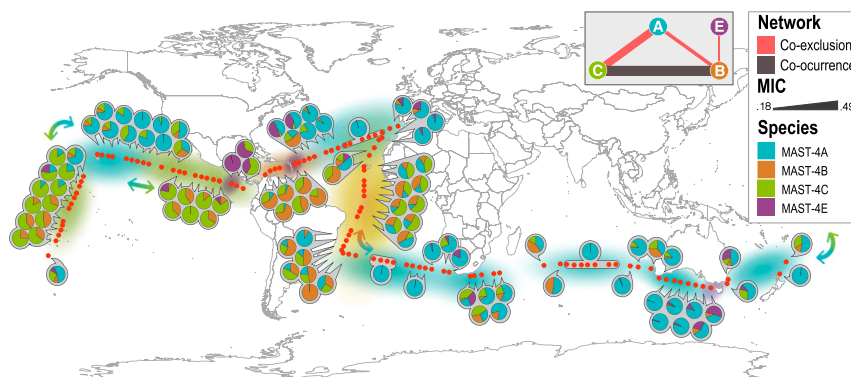 A
E
C
B
Network
Co-exclusion
Co-ocurrence
MIC
.18
.49
Species
MAST-4A
MAST-4B
MAST-4C
MAST-4E